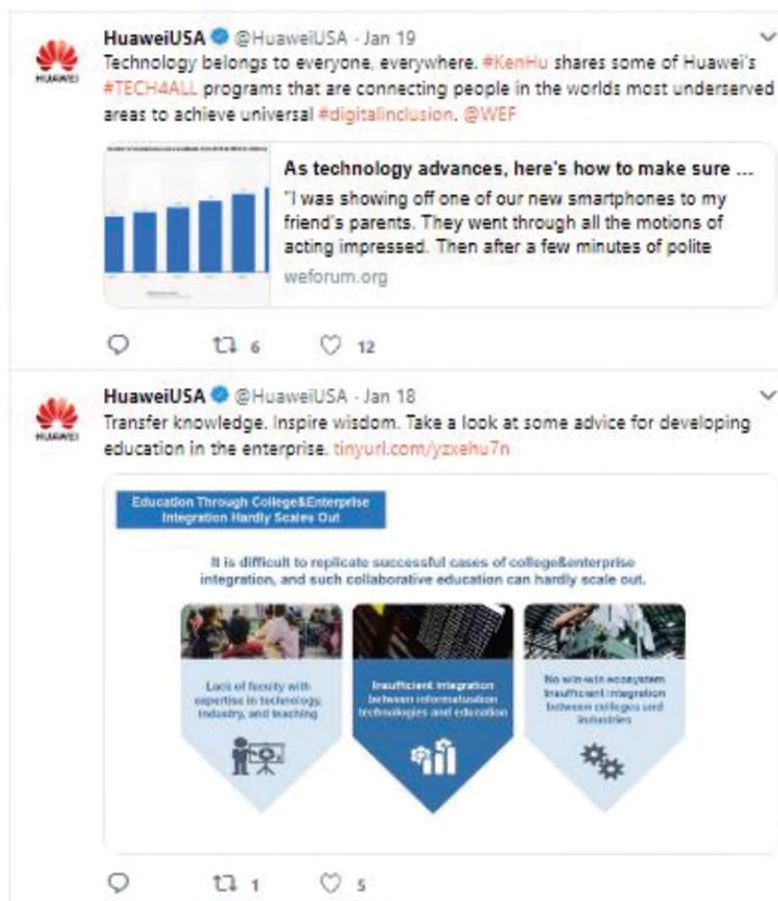 HuaweiUSA @HuaweiUSA · Jan 19
Technology belongs to everyone, everywhere. #KenHu shares some of Huawei's
#TECH4ALL programs that are connecting people in the worlds most underserved
areas to achieve universal #digitalinclusion. @WEF
HUAWEI
As technology advances, here's how to make sure ...
"I was showing off one of our new smartphones to my
friend's parents. They went through all the motions of
acting impressed. Then after a few minutes of polite
weforum.org
6 12
HuaweiUSA @HuaweiUSA · Jan 18
Transfer knowledge. Inspire wisdom. Take a look at some advice for developing
education in the enterprise. tinyurl.com/yzxehu7n
HUAWEI
Education Through College&Enterprise
Integration Hardly Scales Out
It is difficult to replicate successful cases of college&enterprise
integration, and such collaborative education can hardly scale out.
Lack of faculty with
expertise in technology,
industry, and teaching
Insufficient integration
between informatization
technologies and education
No win-win ecosystem
Insufficient integration
between colleges and
industries
1 5